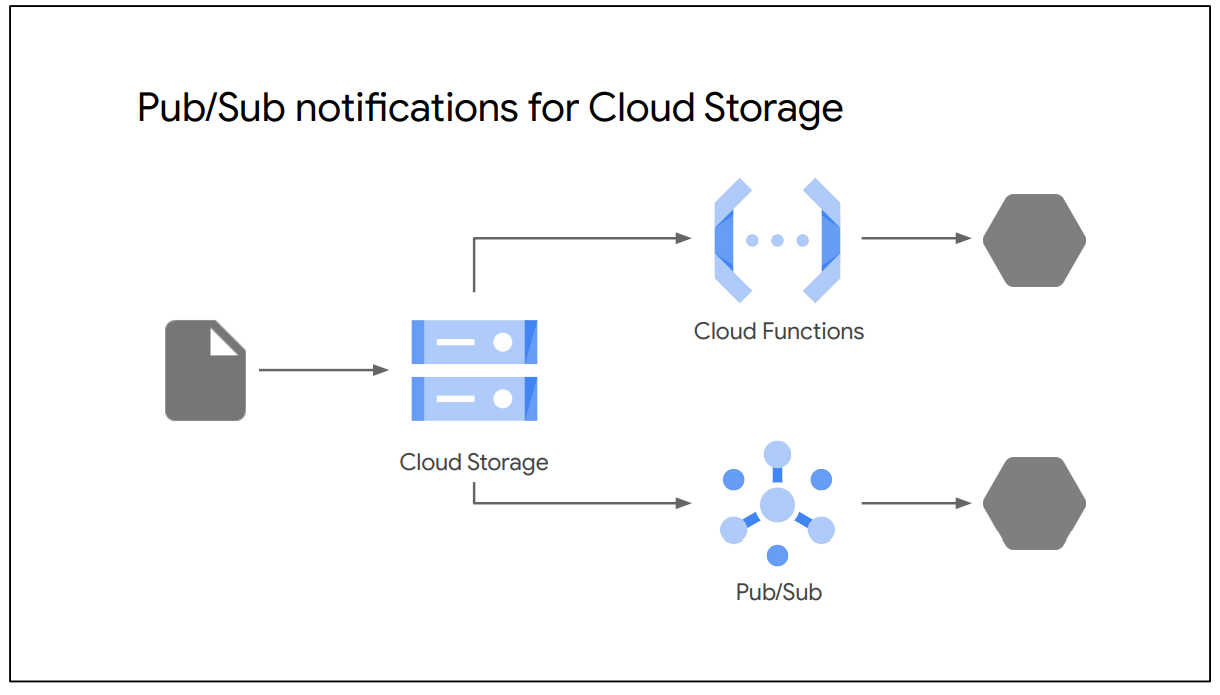 Pub/Sub notifications for Cloud Storage
Cloud Functions
Cloud Storage
Pub/Sub